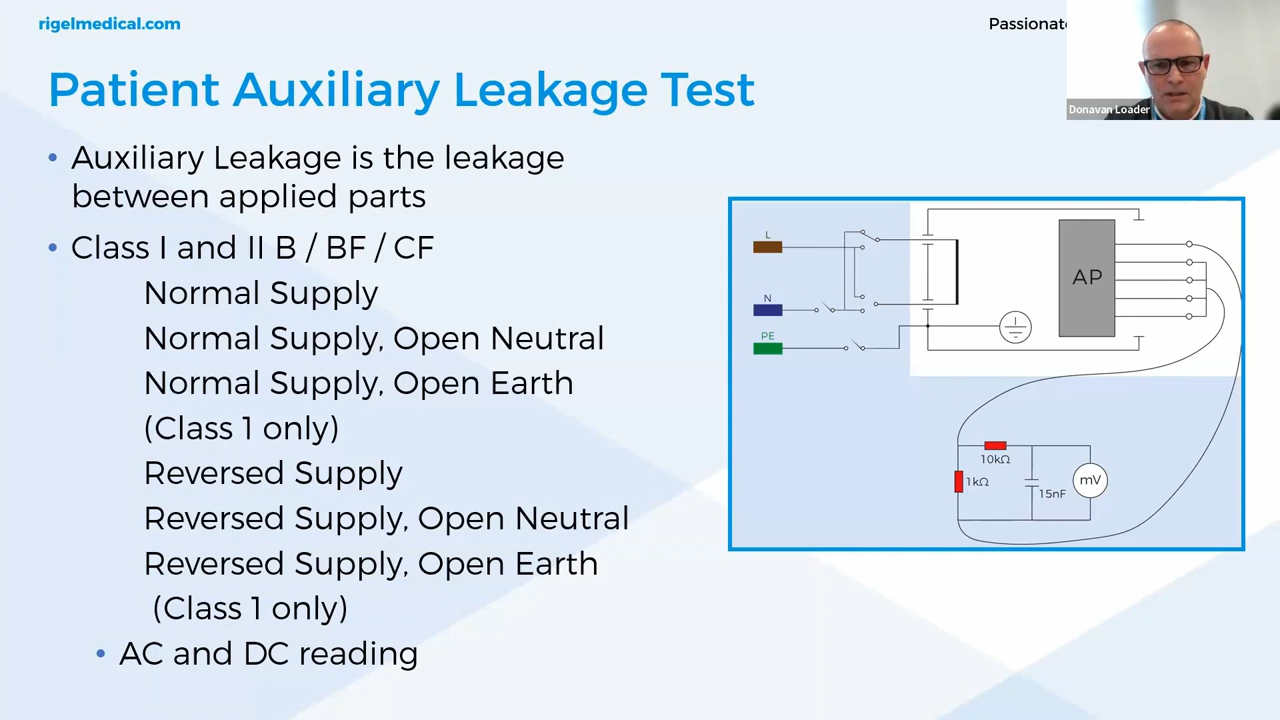 rigelmedical.com
Passionate
Donavan Loader
Patient Auxiliary Leakage Test
• Auxiliary Leakage is the leakage
between applied parts
• Class I and II B / BF / CF
Normal Supply
Normal Supply, Open Neutral
Normal Supply, Open Earth
(Class 1 only)
Reversed Supply
Reversed Supply, Open Neutral
Reversed Supply, Open Earth
(Class 1 only)
• AC and DC reading
L
N
PE
AP
10kΩ
1kΩ
15nF
mV